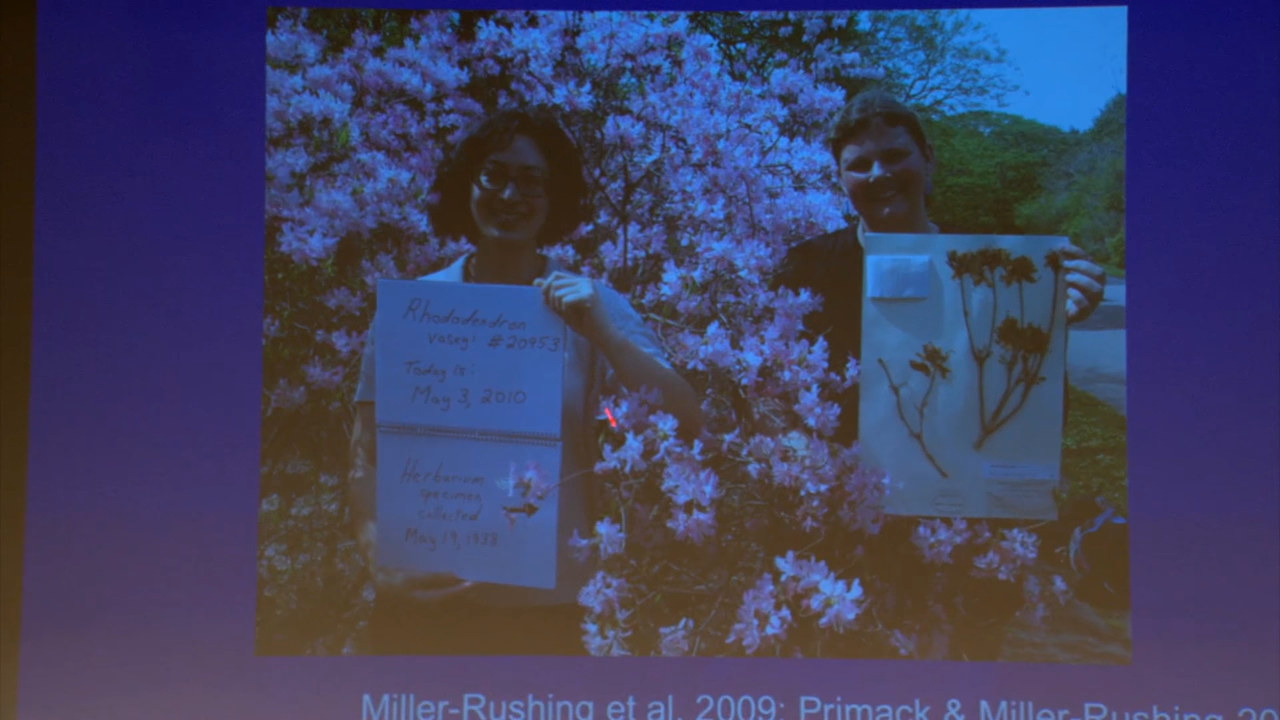 Rhododendron
vaseyi #20953
Today is:
May 3, 2010
Herbarium
specimen
collected
May 19, 1938
Miller-Rushing et al. 2009; Primack & Miller-Rushing 20